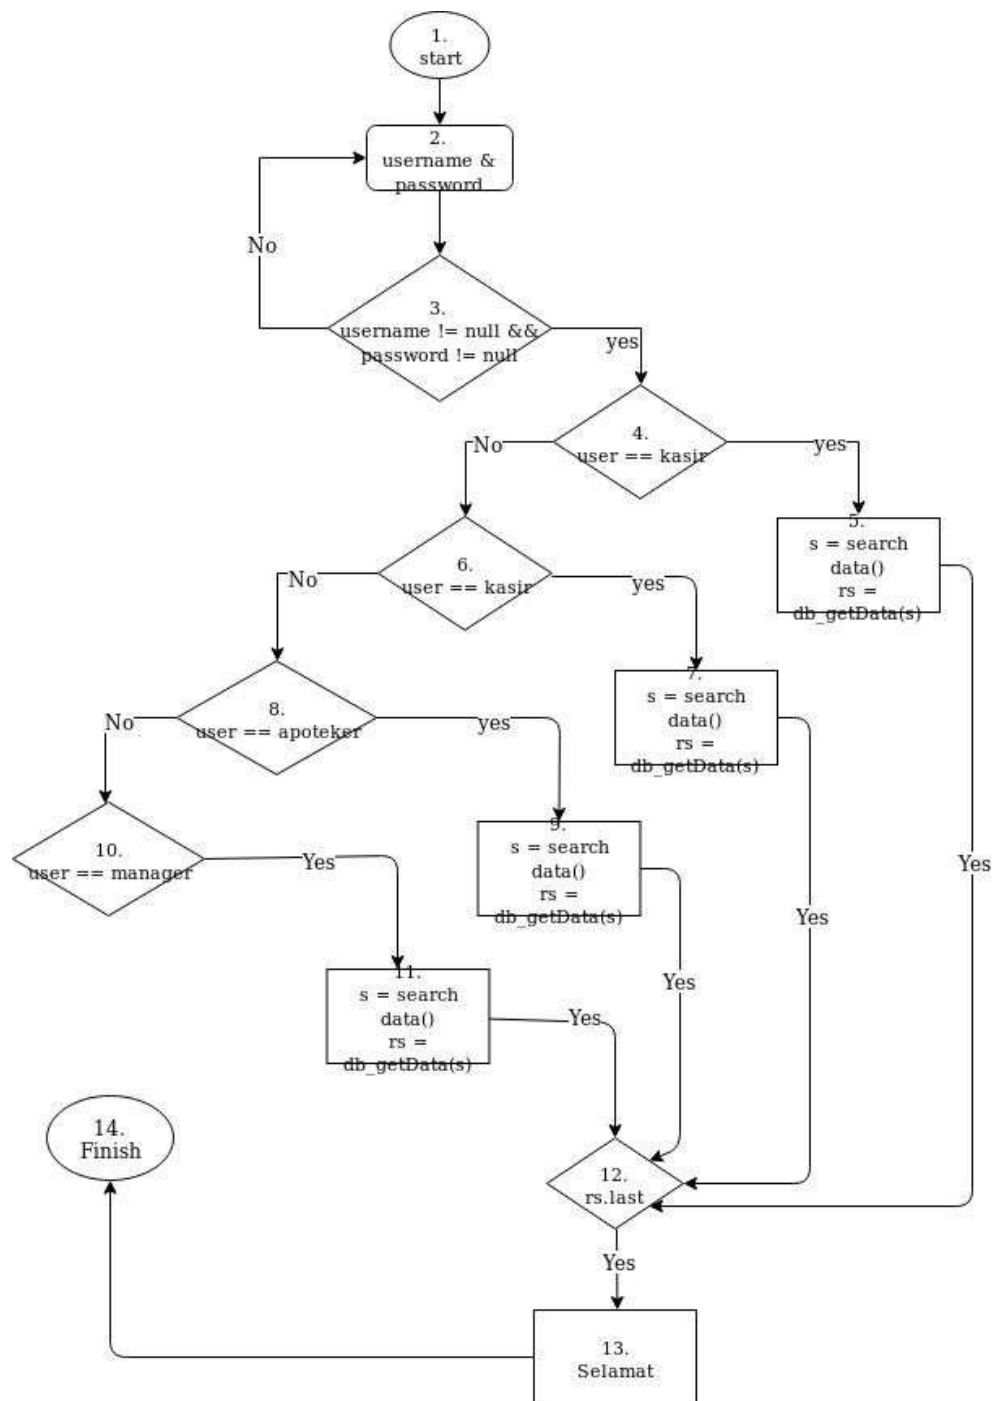 1.
start
2.
username &
password
No
3.
username != null &&
password != null
yes
4.
user == kasir
No
yes
5.
s = search
data()
rs =
db_getData(s)
6.
user == kasir
No
yes
7.
s = search
data()
rs =
db_getData(s)
8.
user == apoteker
No
yes
9.
s = search
data()
rs =
db_getData(s)
10.
user == manager
Yes
Yes
Yes
Yes
11.
s = search
data()
rs =
db_getData(s)
Yes
12.
rs.last
Yes
14.
Finish
13.
Selamat